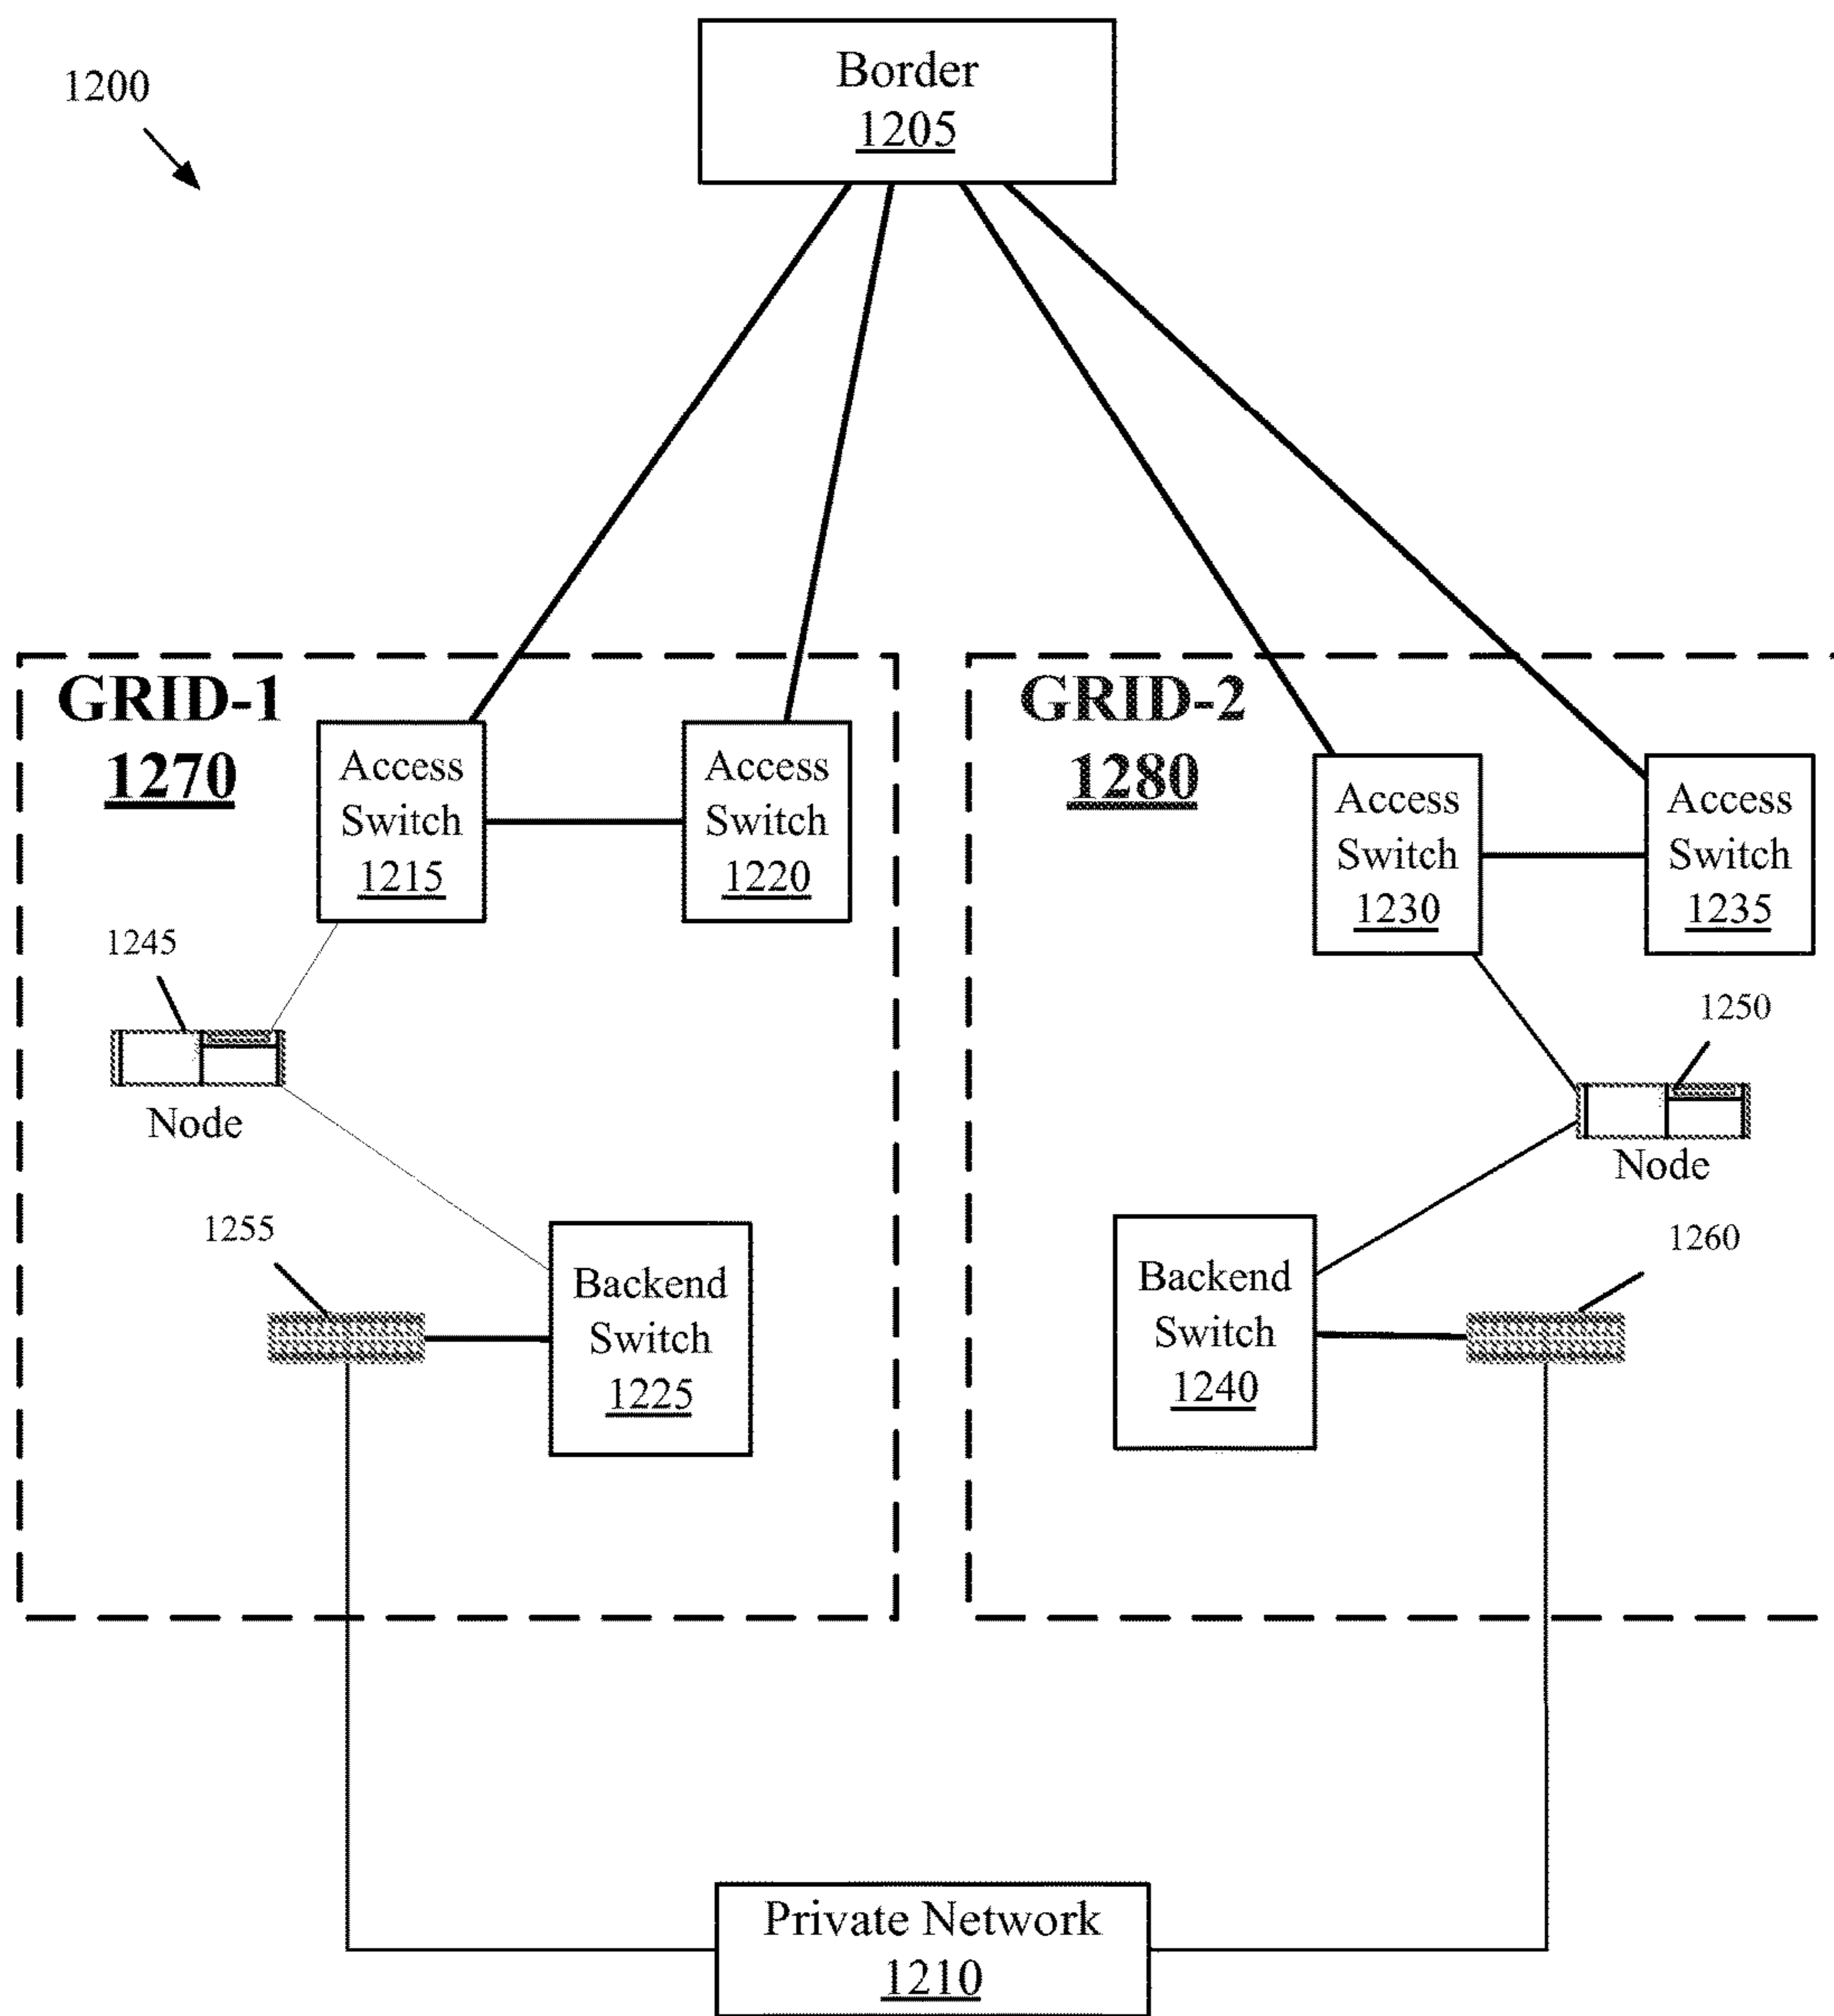 1200
Border
1205
GRID-1
1270
Access
Switch
1215
Access
Switch
1220
1245
Node
1255
Backend
Switch
1225
GRID-2
1280
Access
Switch
1230
Access
Switch
1235
1250
Node
1260
Backend
Switch
1240
Private Network
1210